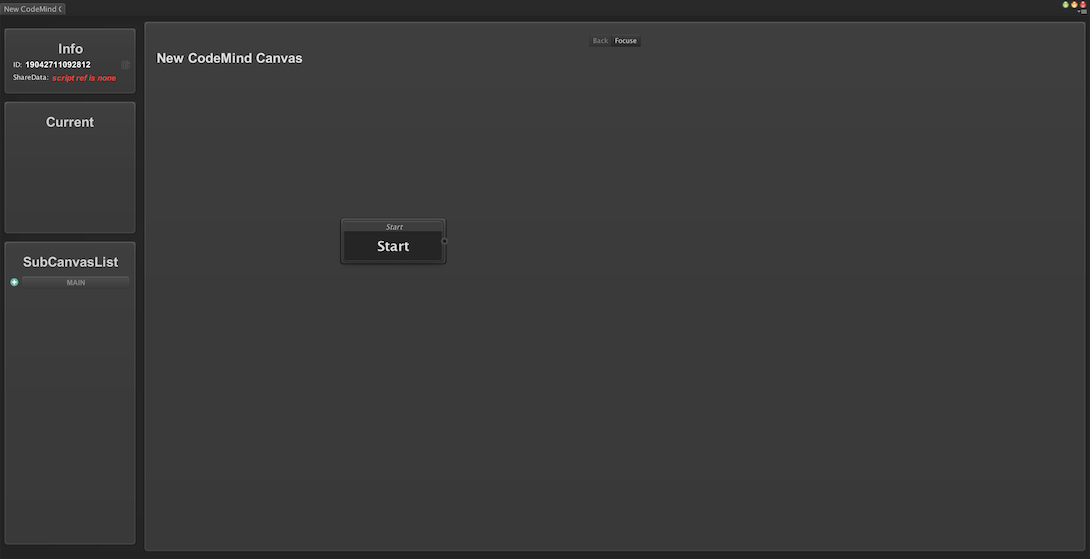 New CodeMind C
Info
ID: 19042711092812
ShareData: script ref is none
Current
SubCanvasList
MAIN
Back Focuse
New CodeMind Canvas
Start
Start